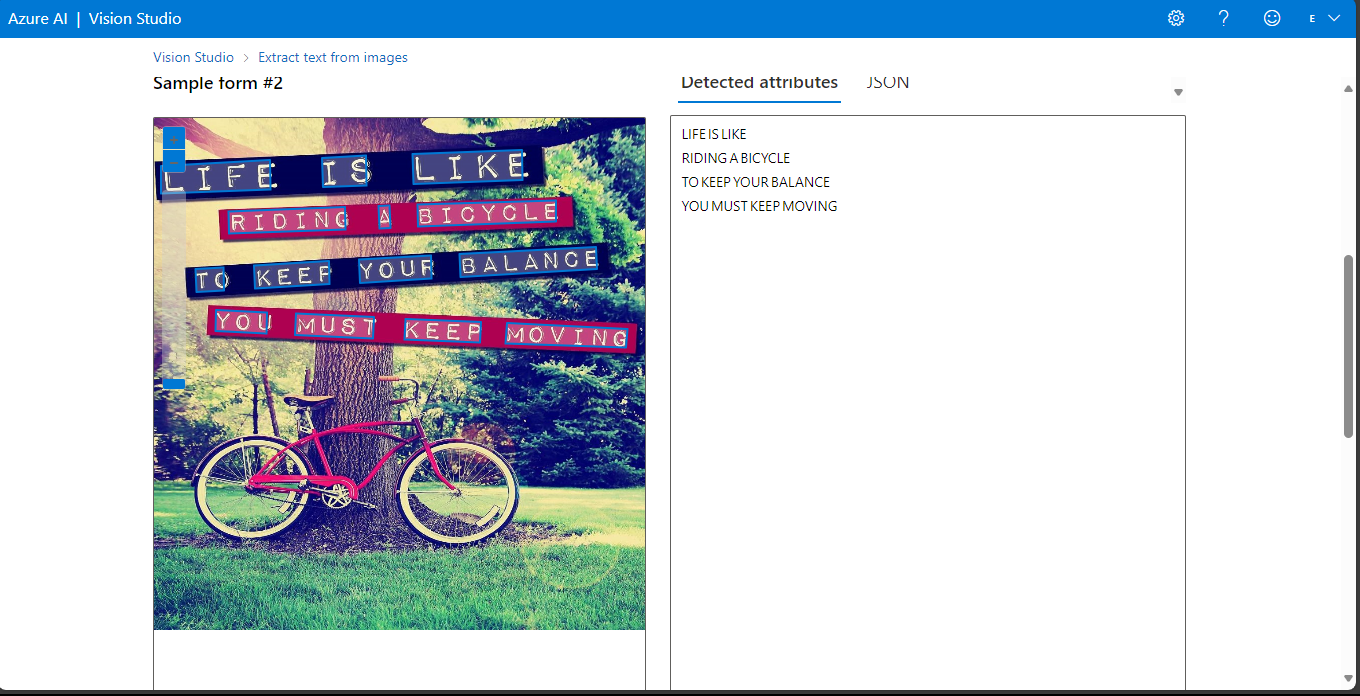 Azure AI | Vision Studio
E
Vision Studio > Extract text from images
Sample form #2
Detected attributes JSON
LIFE IS LIKE
RIDING A BICYCLE
TO KEEP YOUR BALANCE
YOU MUST KEEP MOVING
LIFE IS LIKE
RIDING A BICYCLE
TO KEEP YOUR BALANCE
YOU MUST KEEP MOVING